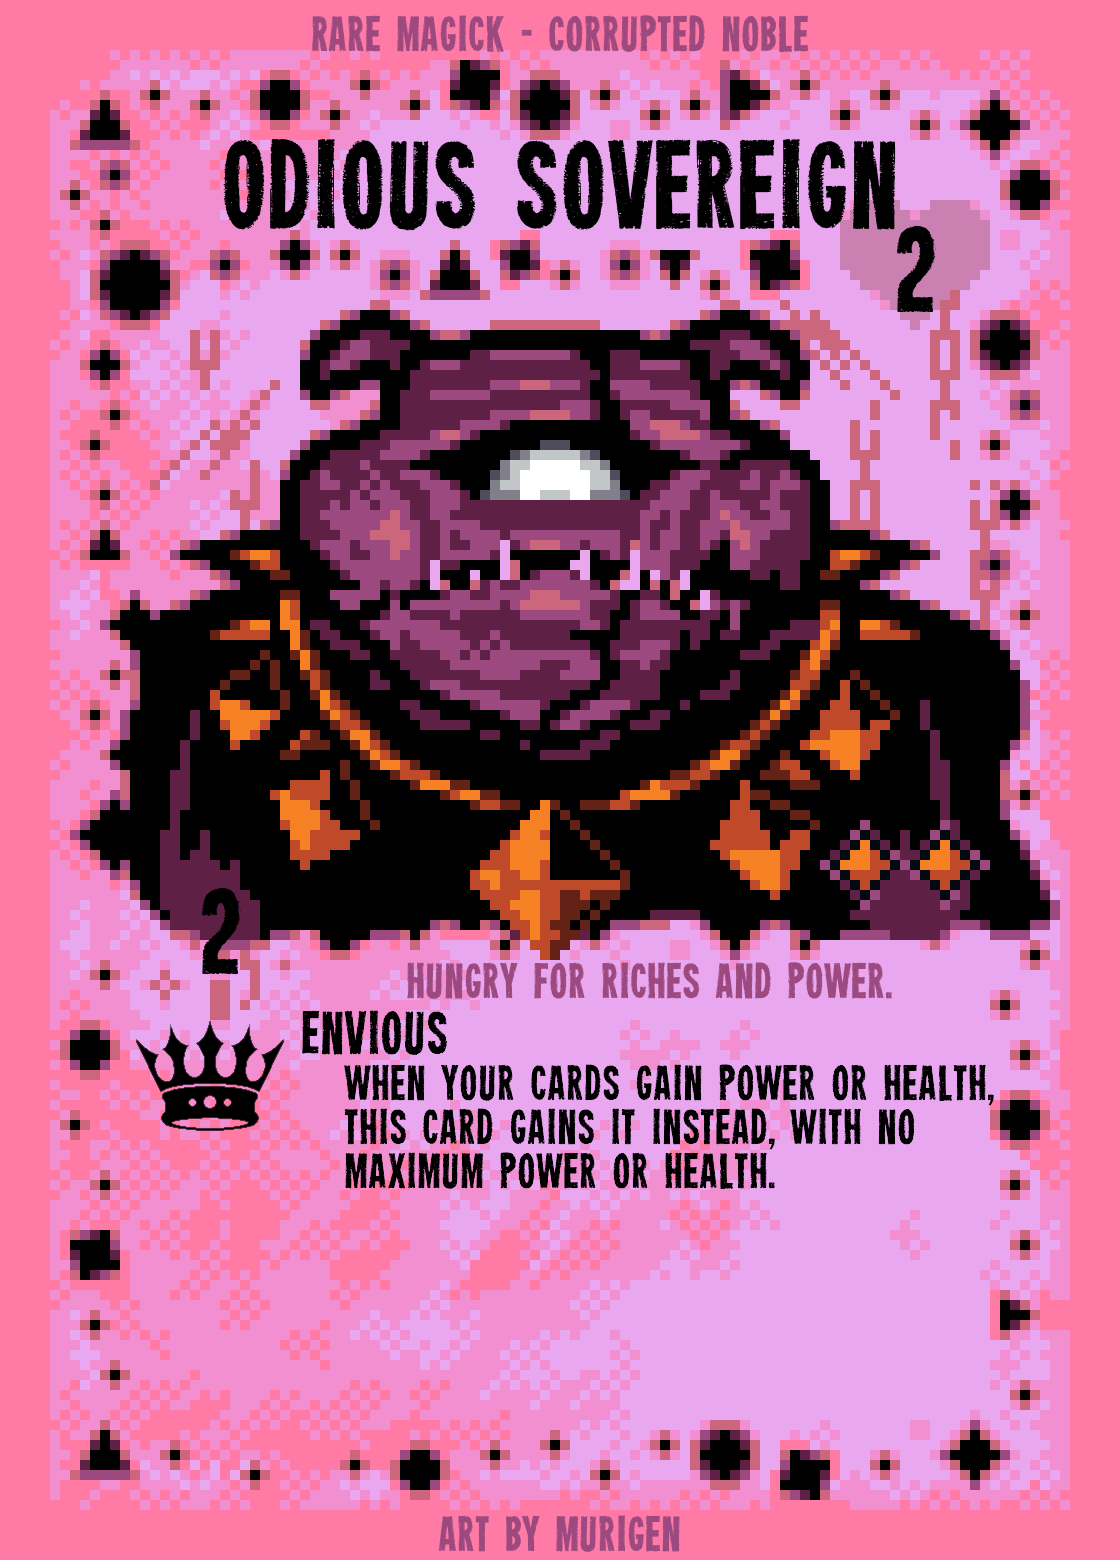 RARE MAGICK - CORRUPTED NOBLE
ODIOUS SOVEREIGN
2
2
HUNGRY FOR RICHES AND POWER.
ENVIOUS
WHEN YOUR CARDS GAIN POWER OR HEALTH,
THIS CARD GAINS IT INSTEAD, WITH NO
MAXIMUM POWER OR HEALTH.
ART BY MURIGEN